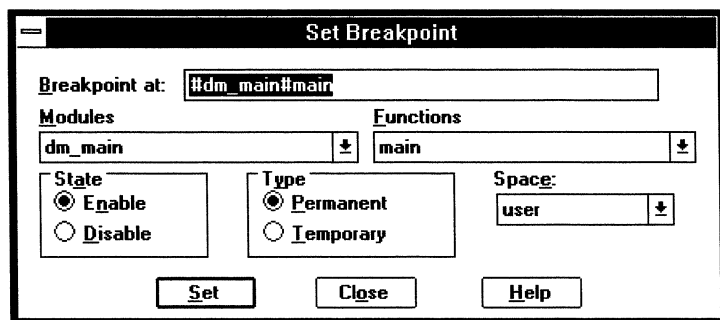 Set Breakpoint
Breakpoint at: #dm_main#main
Modules Functions
dm_main main
State Type Space:
Enable Permanent user
Disable Temporary
Set Close Help